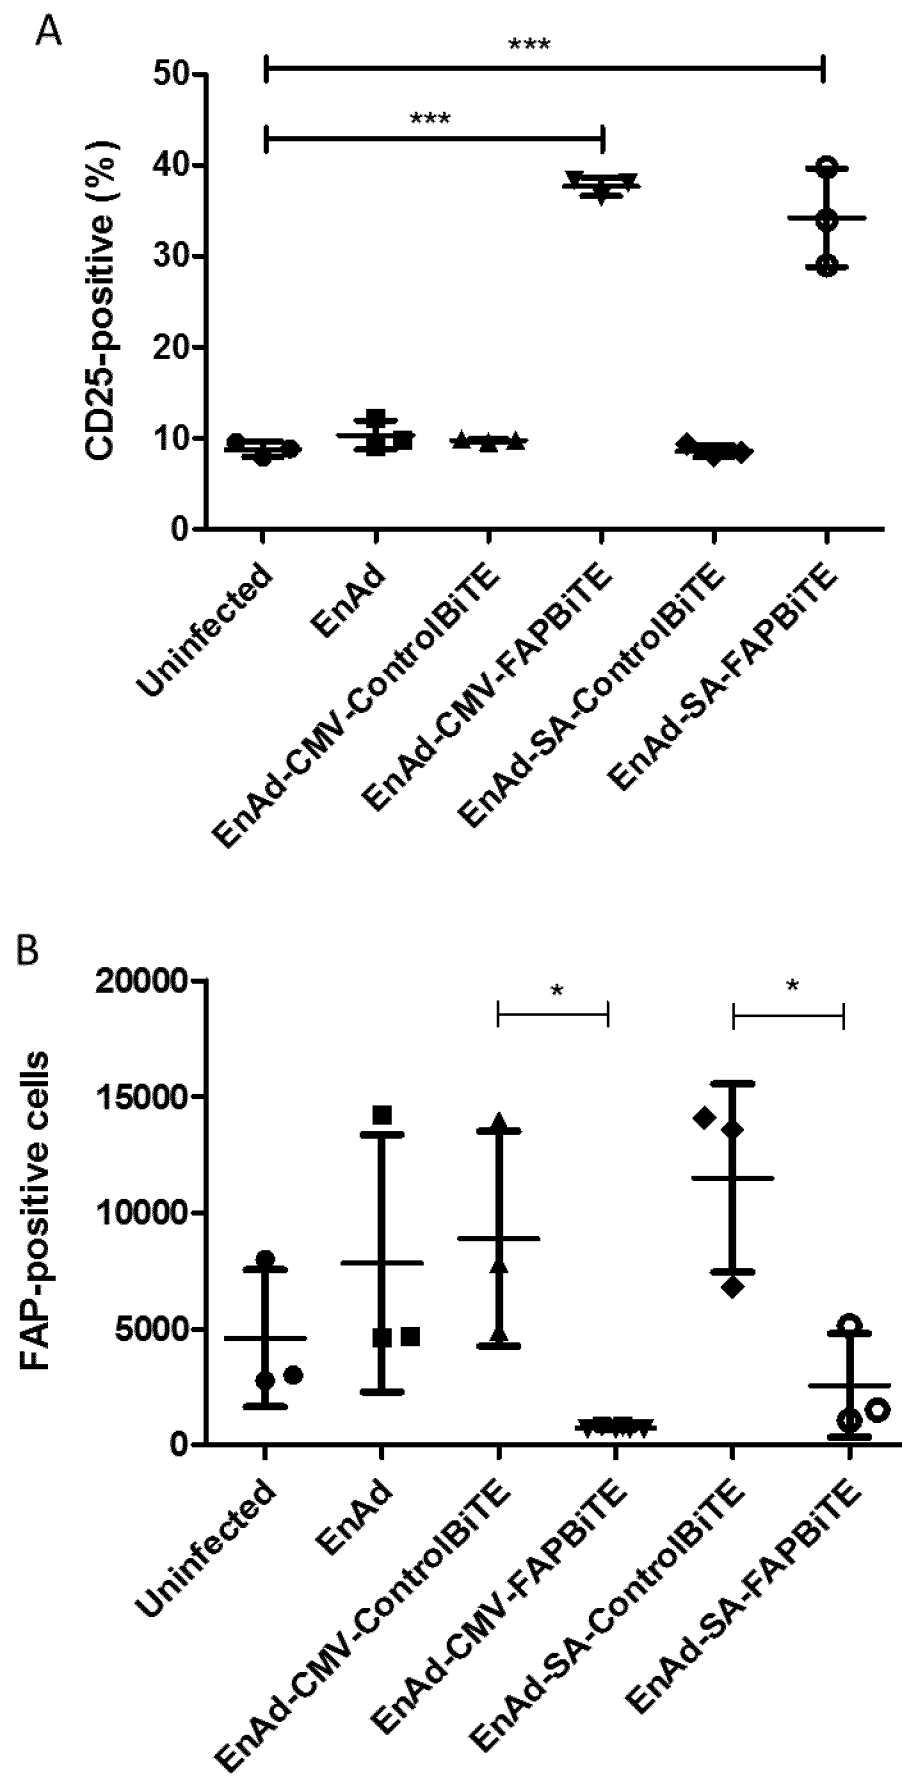 A
***
***
CD25-positive (%)
50
40
30
20
10
0
Uninfected
EnAd
EnAd-CMV-ControlBiTE
EnAd-CMV-FAPBiTE
EnAd-SA-ControlBiTE
EnAd-SA-FAPBiTE
B
*
*
FAP-positive cells
20000
15000
10000
5000
0
Uninfected
EnAd
EnAd-CMV-ControlBiTE
EnAd-CMV-FAPBiTE
EnAd-SA-ControlBiTE
EnAd-SA-FAPBiTE